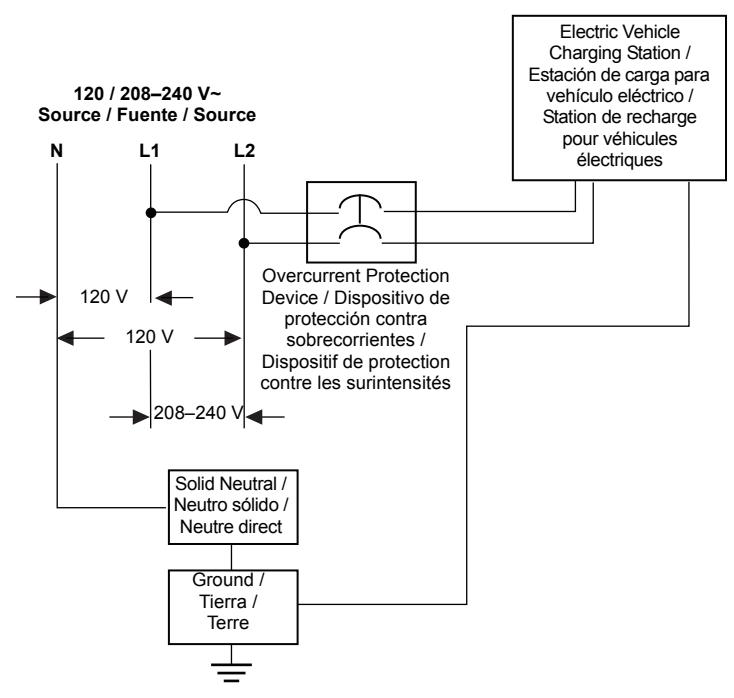 Electric Vehicle
Charging Station /
Estación de carga para
vehículo eléctrico /
Station de recharge
pour véhicules
électriques
120 / 208–240 V~
Source / Fuente / Source
N L1 L2
Overcurrent Protection
Device / Dispositivo de
protección contra
sobrecorrientes /
Dispositif de protection
contre les surintensités
120 V
120 V
208–240 V
Solid Neutral /
Neutro sólido /
Neutre direct
Ground /
Tierra /
Terre